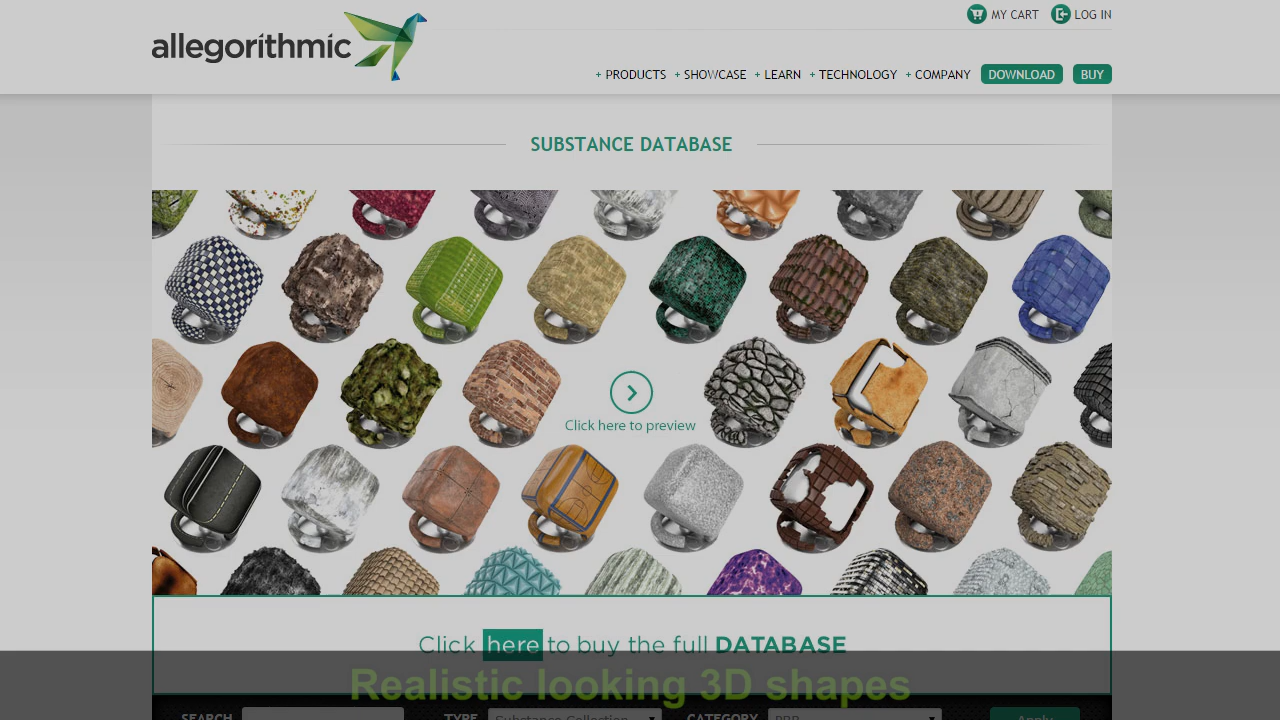 allegorithmic
MY CART LOG IN
+ PRODUCTS + SHOWCASE + LEARN + TECHNOLOGY + COMPANY DOWNLOAD BUY
SUBSTANCE DATABASE
Click here to preview
Click here to buy the full DATABASE
Realistic looking 3D shapes
SEARCH TYPE Substance Collection CATEGORY PBR Apply